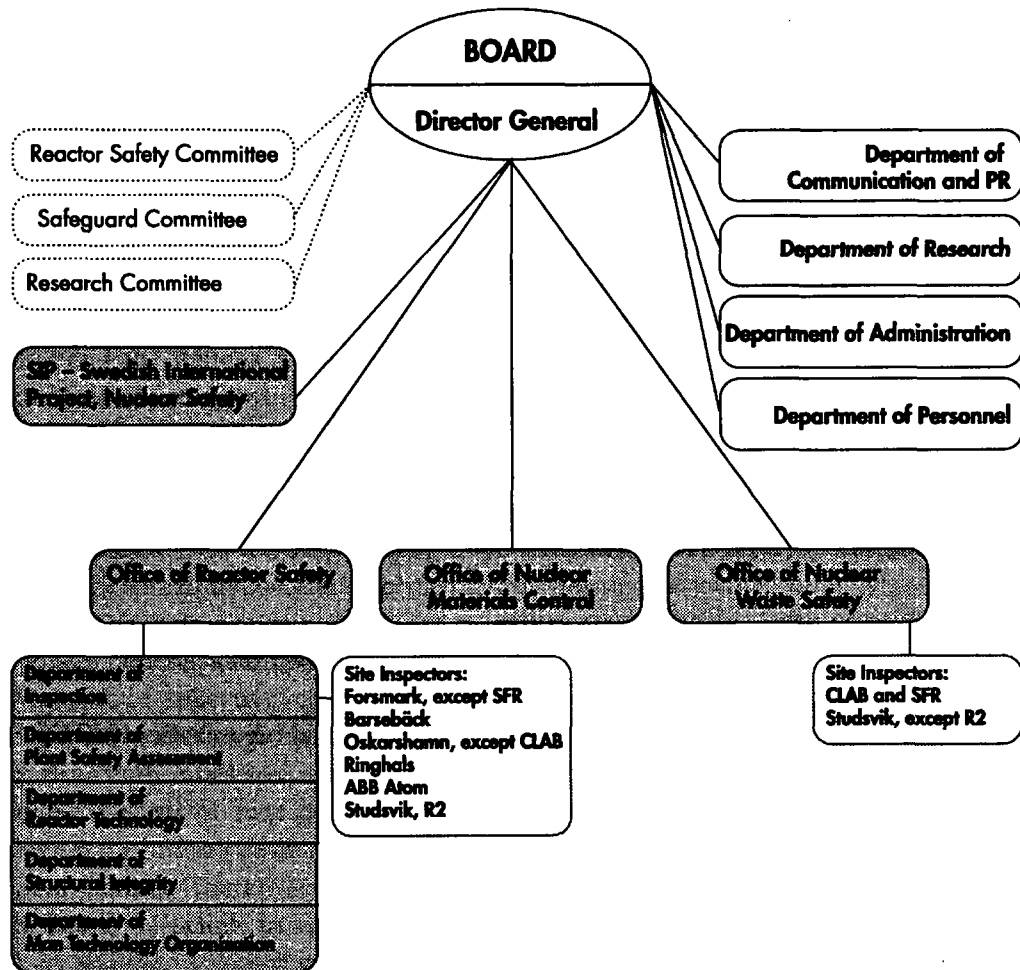 BOARD
Director General
Reactor Safety Committee
Safeguard Committee
Research Committee
SIP – Swedish International
Project, Nuclear Safety
Department of
Communication and PR
Department of Research
Department of Administration
Department of Personnel
Office of Reactor Safety
Office of Nuclear
Materials Control
Office of Nuclear
Waste Safety
Department of
Inspection
Department of
Plant Safety Assessment
Department of
Reactor Technology
Department of
Structural Integrity
Department of
Man Technology Organization
Site Inspectors:
Forsmark, except SFR
Barsebäck
Oskarshamn, except CLAB
Ringhals
ABB Atom
Studsvik, R2
Site Inspectors:
CLAB and SFR
Studsvik, except R2